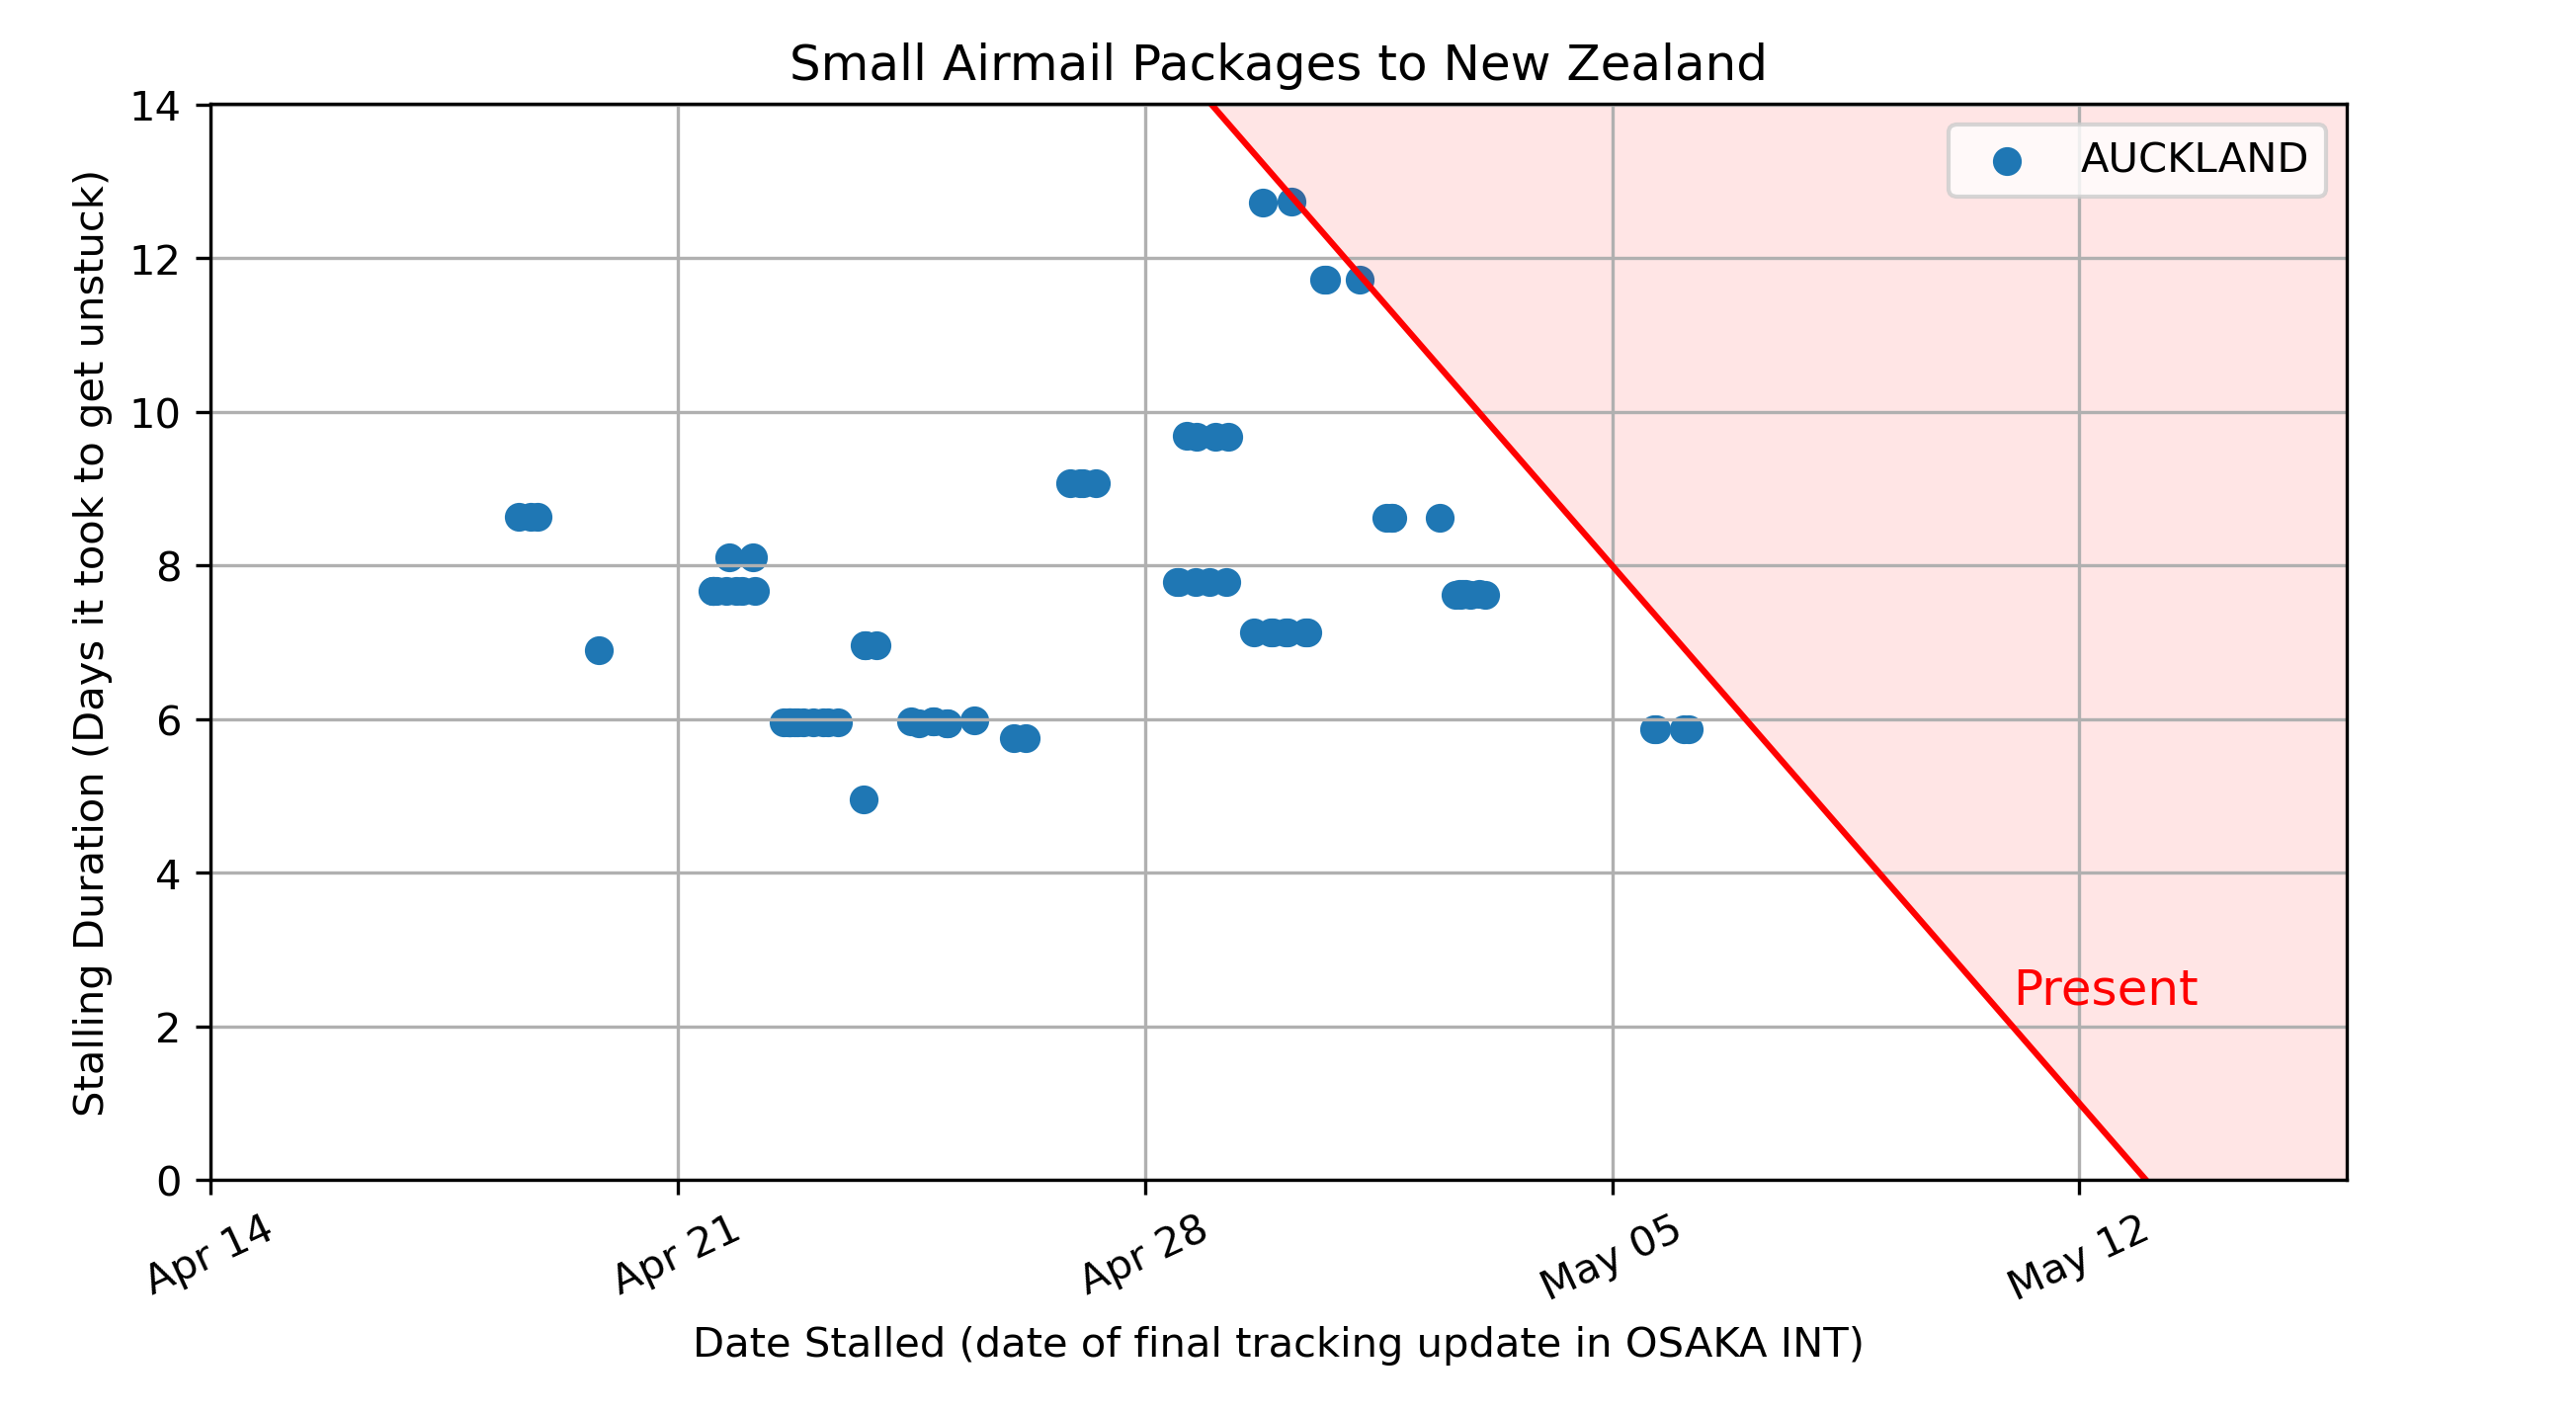 Small Airmail Packages to New Zealand
Stalling Duration (Days it took to get unstuck)
14
12
10
8
6
4
2
0
AUCKLAND
Present
Apr 14
Apr 21
Apr 28
May 05
May 12
Date Stalled (date of final tracking update in OSAKA INT)